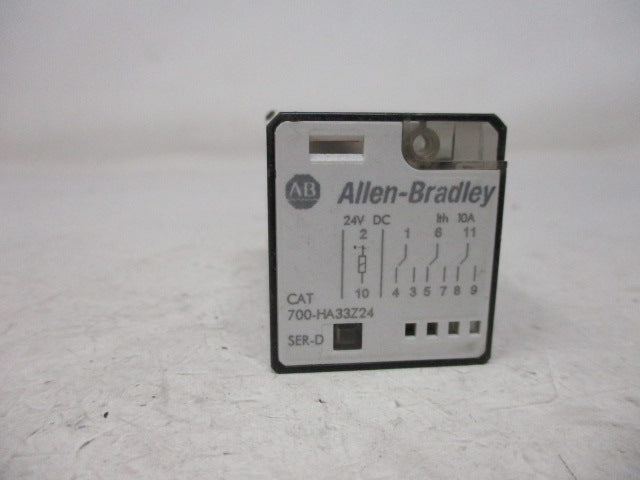 AB Allen-Bradley
24V DC Ith 10A
2 1 6 11
10 4 3 5 7 8 9
CAT
700-HA33Z24
SER-D